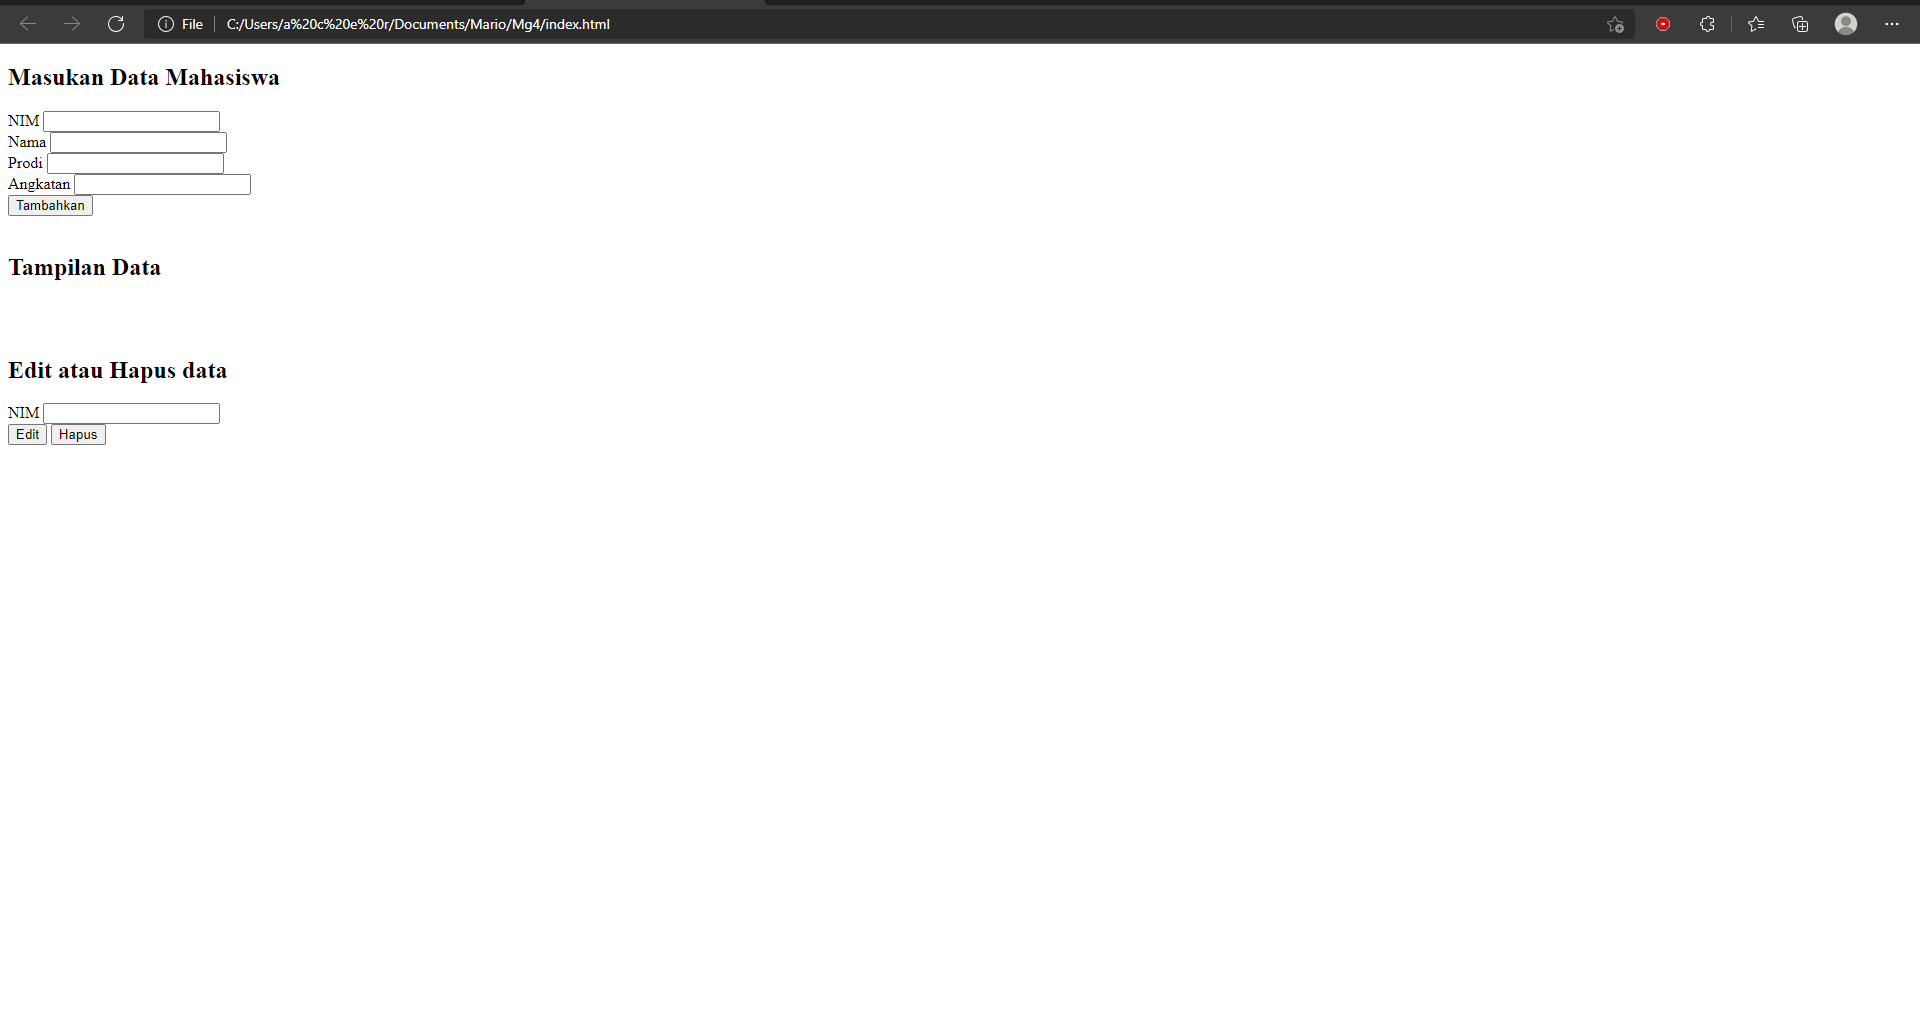 File C:/Users/a%20c%20e%20r/Documents/Mario/Mg4/index.html
Masukan Data Mahasiswa
NIM
Nama
Prodi
Angkatan
Tambahkan
Tampilan Data
Edit atau Hapus data
NIM
Edit Hapus